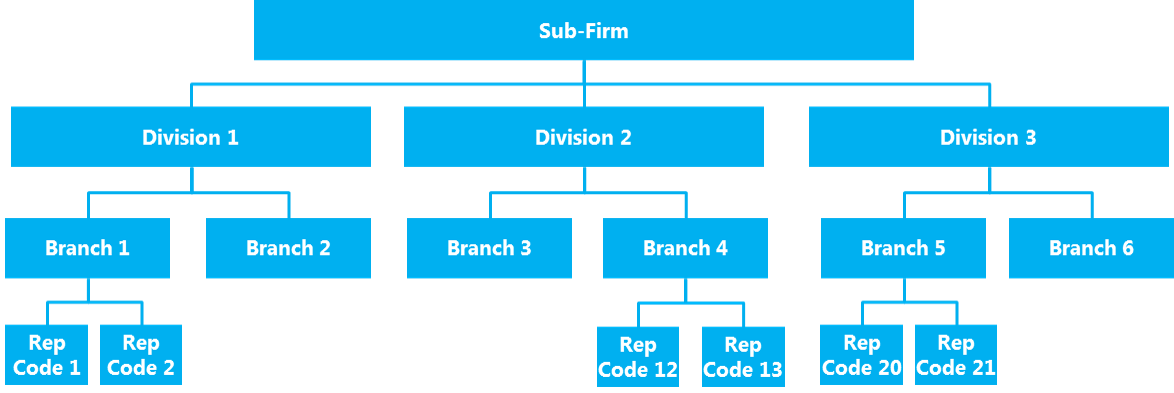 Sub-Firm
Division 1
Division 2
Division 3
Branch 1
Branch 2
Branch 3
Branch 4
Branch 5
Branch 6
Rep
Code 1
Rep
Code 2
Rep
Code 12
Rep
Code 13
Rep
Code 20
Rep
Code 21